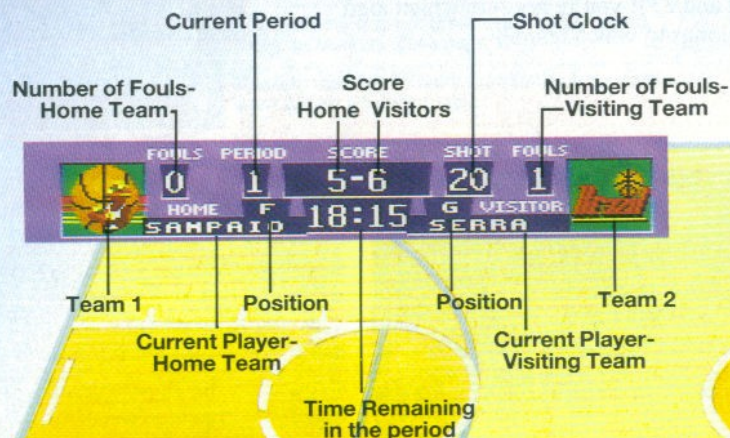 Current Period
Shot Clock
Number of Fouls-
Home Team
Score
Home Visitors
Number of Fouls-
Visiting Team
FOULS PERIOD SCORE SHOT FOULS
0 1 5-6 20 1
HOME F 18:15 G VISITOR
SAMPAIO SERRA
Team 1
Position
Position
Team 2
Current Player-
Home Team
Current Player-
Visiting Team
Time Remaining
in the period